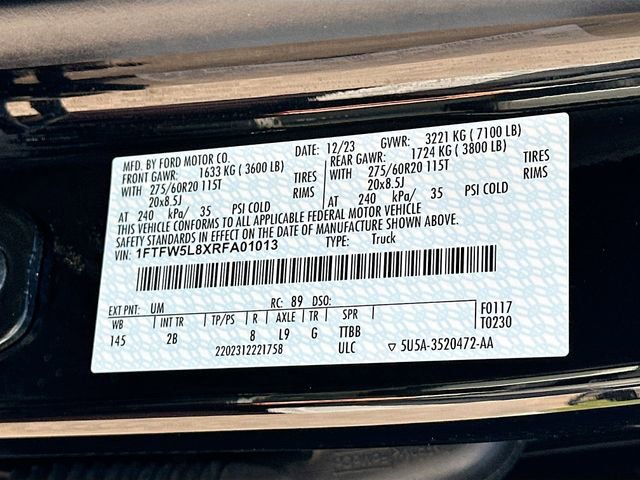 MFD. BY FORD MOTOR CO. DATE: 12/23 GVWR: 3221 KG ( 7100 LB)
FRONT GAWR: 1633 KG ( 3600 LB) REAR GAWR: 1724 KG ( 3800 LB)
WITH 275/60R20 115T TIRES WITH 275/60R20 115T TIRES
20x8.5J RIMS 20x8.5J RIMS
AT 240 kPa/ 35 PSI COLD AT 240 kPa/ 35 PSI COLD
THIS VEHICLE CONFORMS TO ALL APPLICABLE FEDERAL MOTOR VEHICLE
SAFETY STANDARDS IN EFFECT ON THE DATE OF MANUFACTURE SHOWN ABOVE.
VIN: 1FTFW5L8XRFA01013 TYPE: Truck
EXT PNT: UM RC: 89 DSO:
WB INT TR TP/PS R AXLE TR SPR F0117
145 2B 8 L9 G TTBB T0230
2202312221758 ULC ▽ 5U5A-3520472-AA